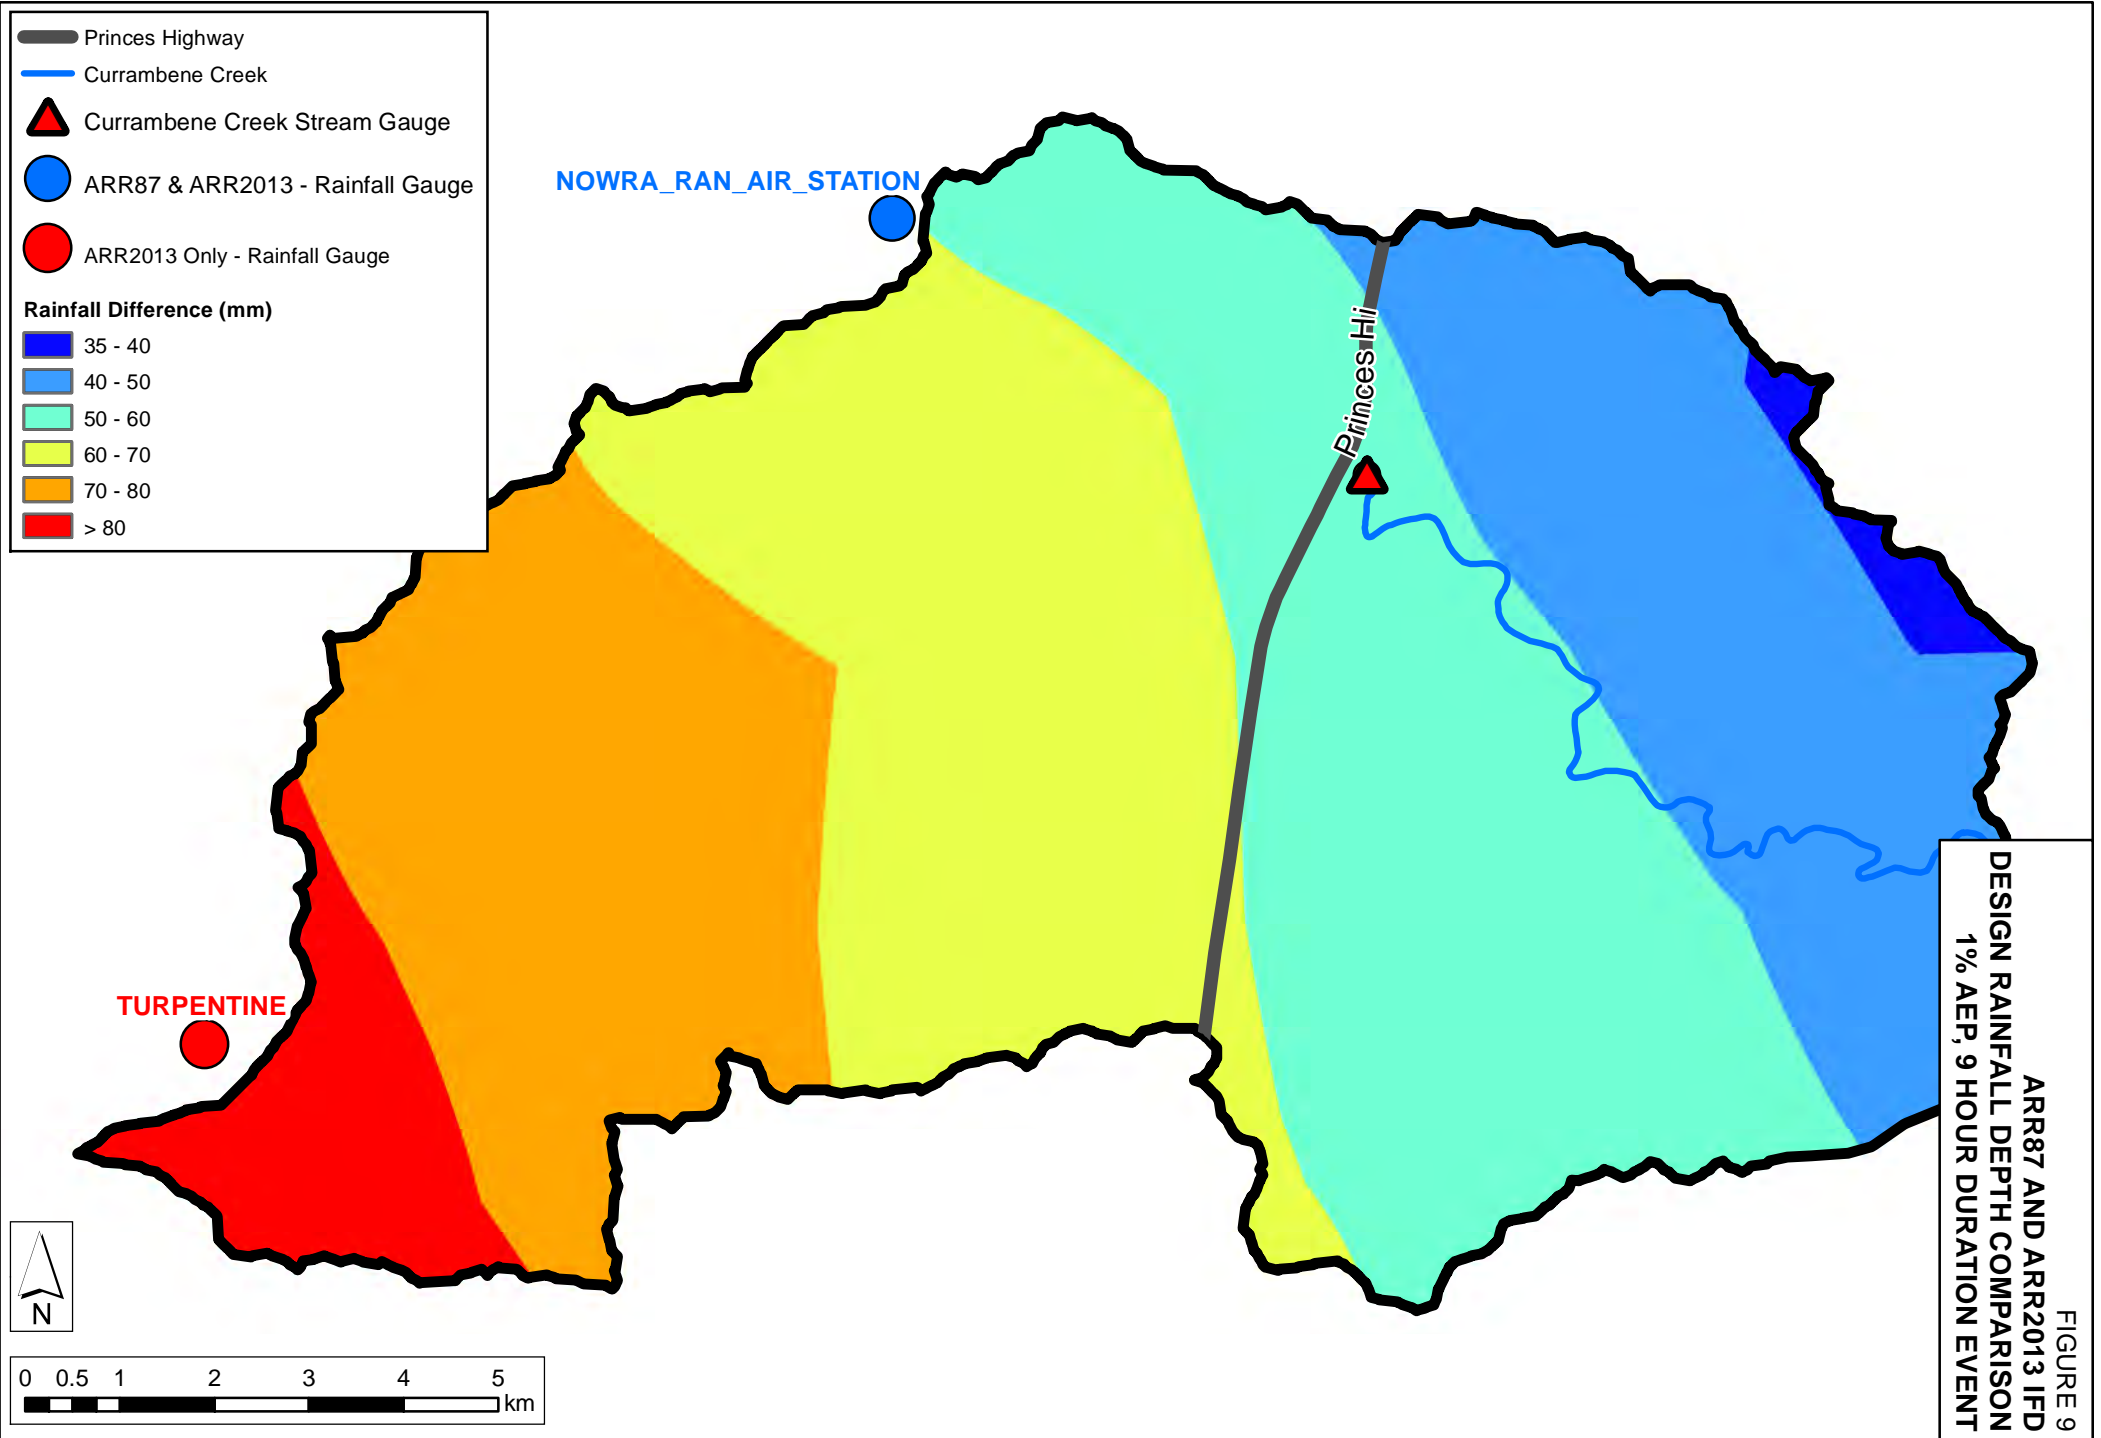 Princes Highway
Currambene Creek
Currambene Creek Stream Gauge
ARR87 & ARR2013 - Rainfall Gauge
ARR2013 Only - Rainfall Gauge
Rainfall Difference (mm)
35 - 40
40 - 50
50 - 60
60 - 70
70 - 80
> 80
NOWRA_RAN_AIR_STATION
Princes Hi
TURPENTINE
N
0 0.5 1 2 3 4 5
km
FIGURE 9
ARR87 AND ARR2013 IFD
DESIGN RAINFALL DEPTH COMPARISON
1% AEP, 9 HOUR DURATION EVENT